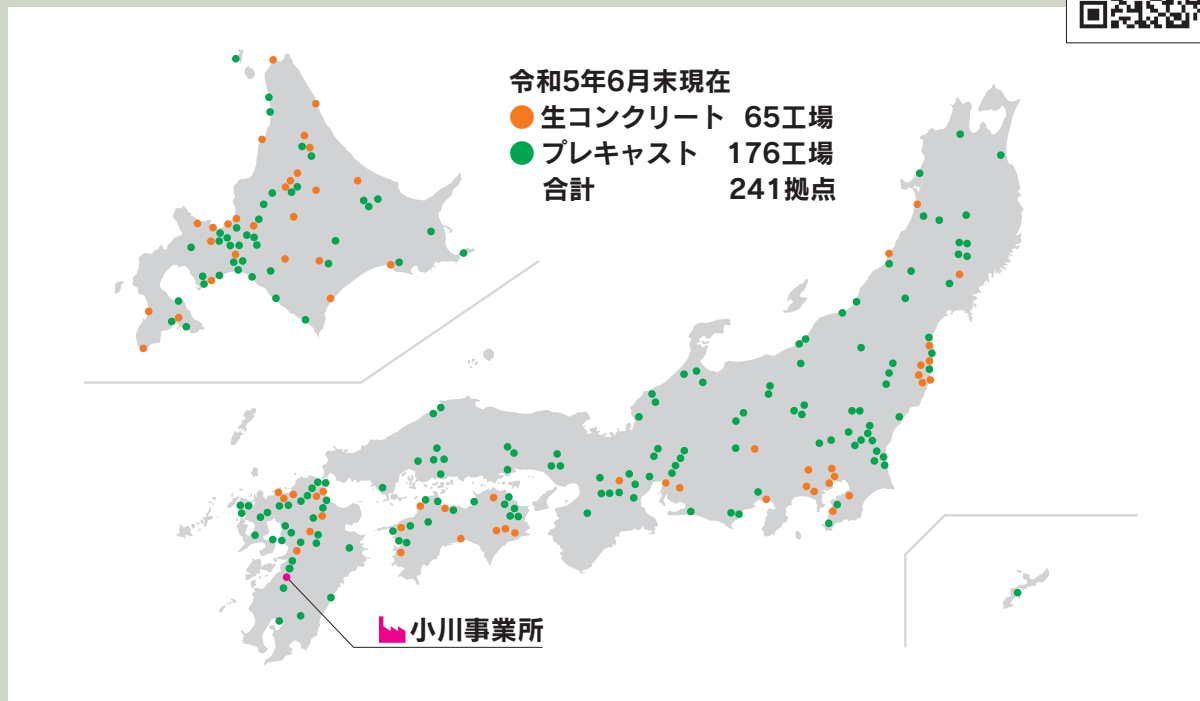 令和5年6月末現在
生コンクリート 65工場
プレキャスト 176工場
合計 241拠点
小川事業所